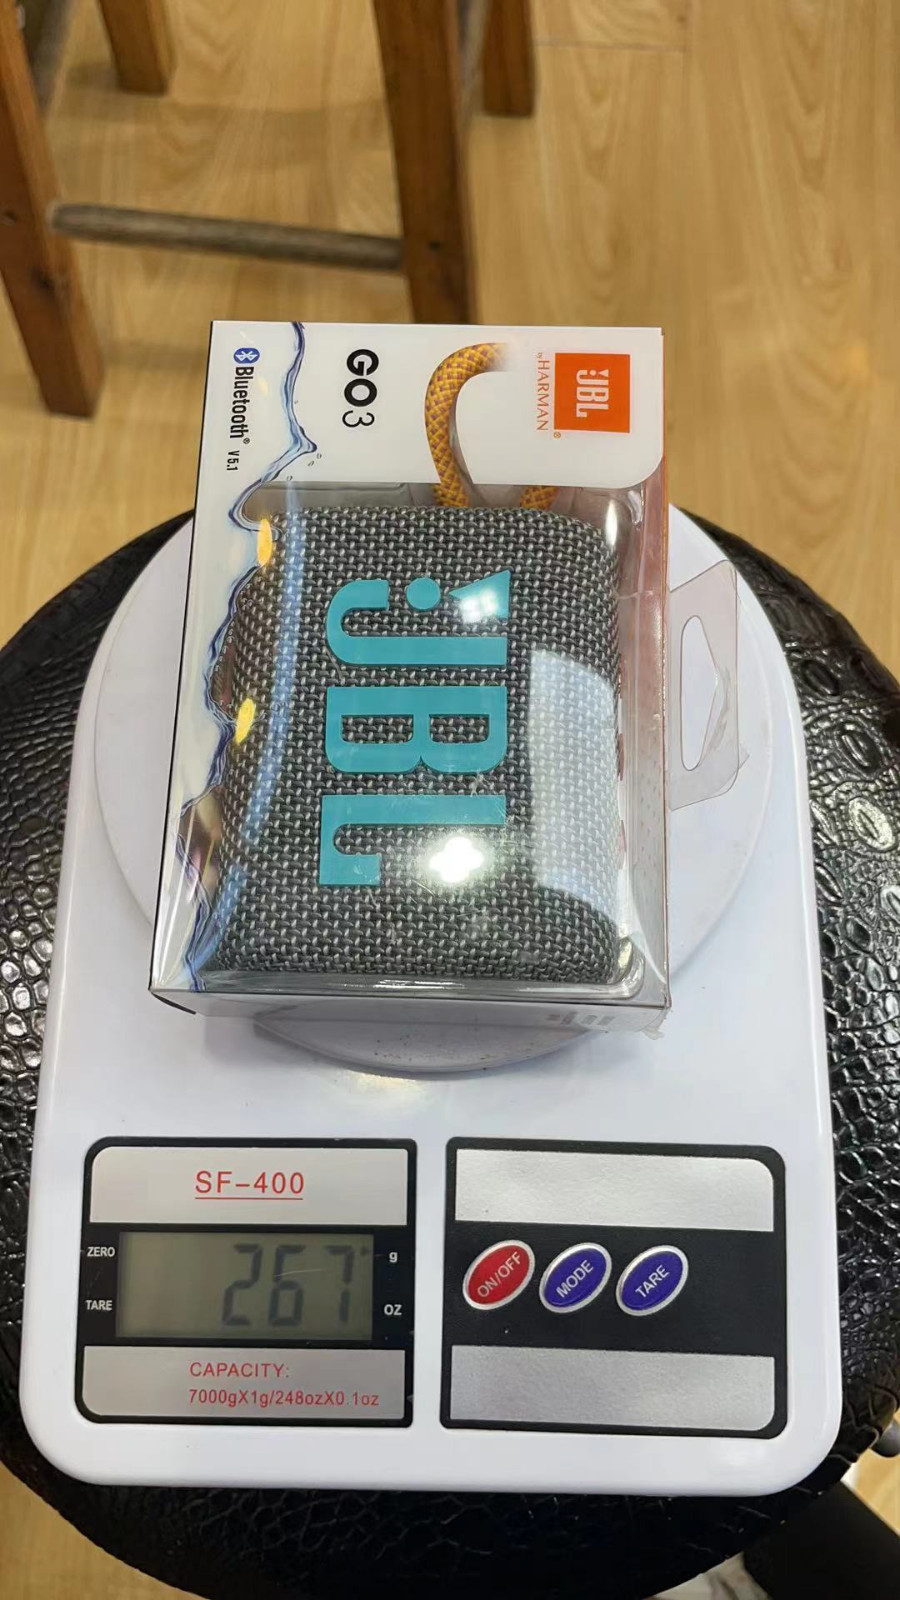 JBL
by HARMAN
GO3
Bluetooth® V5.1
JBL
SF-400
ZERO
TARE
267
g
OZ
CAPACITY:
7000gX1g/248ozX0.1oz
ON/OFF
MODE
TARE